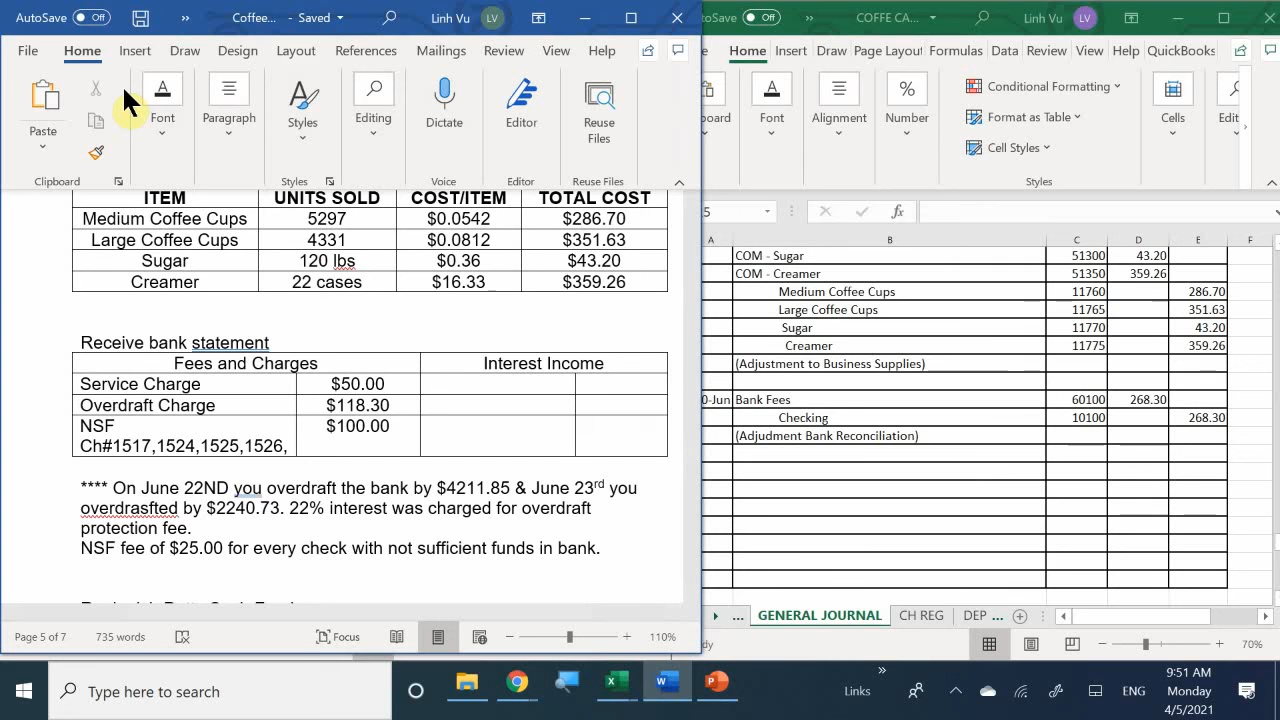 AutoSave Off » Coffee... - Saved Linh Vu LV
File Home Insert Draw Design Layout References Mailings Review View Help
Paste Font Paragraph Styles Editing Dictate Editor Reuse Files
Clipboard Styles Voice Editor Reuse Files
ITEM UNITS SOLD COST/ITEM TOTAL COST
Medium Coffee Cups 5297 $0.0542 $286.70
Large Coffee Cups 4331 $0.0812 $351.63
Sugar 120 lbs $0.36 $43.20
Creamer 22 cases $16.33 $359.26
Receive bank statement
Fees and Charges Interest Income
Service Charge $50.00
Overdraft Charge $118.30
NSF $100.00
Ch#1517,1524,1525,1526,
**** On June 22ND you overdraft the bank by $4211.85 & June 23rd you
overdrasfted by $2240.73. 22% interest was charged for overdraft
protection fee.
NSF fee of $25.00 for every check with not sufficient funds in bank.
Page 5 of 7 735 words Focus 110%
utoSave Off » COFFE CA... Linh Vu LV
e Home Insert Draw Page Layou Formulas Data Review View Help QuickBooks
board Font Alignment Number Conditional Formatting Cells Edit
Format as Table
Cell Styles
Styles
5 fx
A B C D E F
COM - Sugar 51300 43.20
COM - Creamer 51350 359.26
Medium Coffee Cups 11760 286.70
Large Coffee Cups 11765 351.63
Sugar 11770 43.20
Creamer 11775 359.26
(Adjustment to Business Supplies)
0-Jun Bank Fees 60100 268.30
Checking 10100 268.30
(Adjudment Bank Reconciliation)
... GENERAL JOURNAL CH REG DEP ...
dy 70%
Type here to search Links » ENG 9:51 AM
Monday
4/5/2021